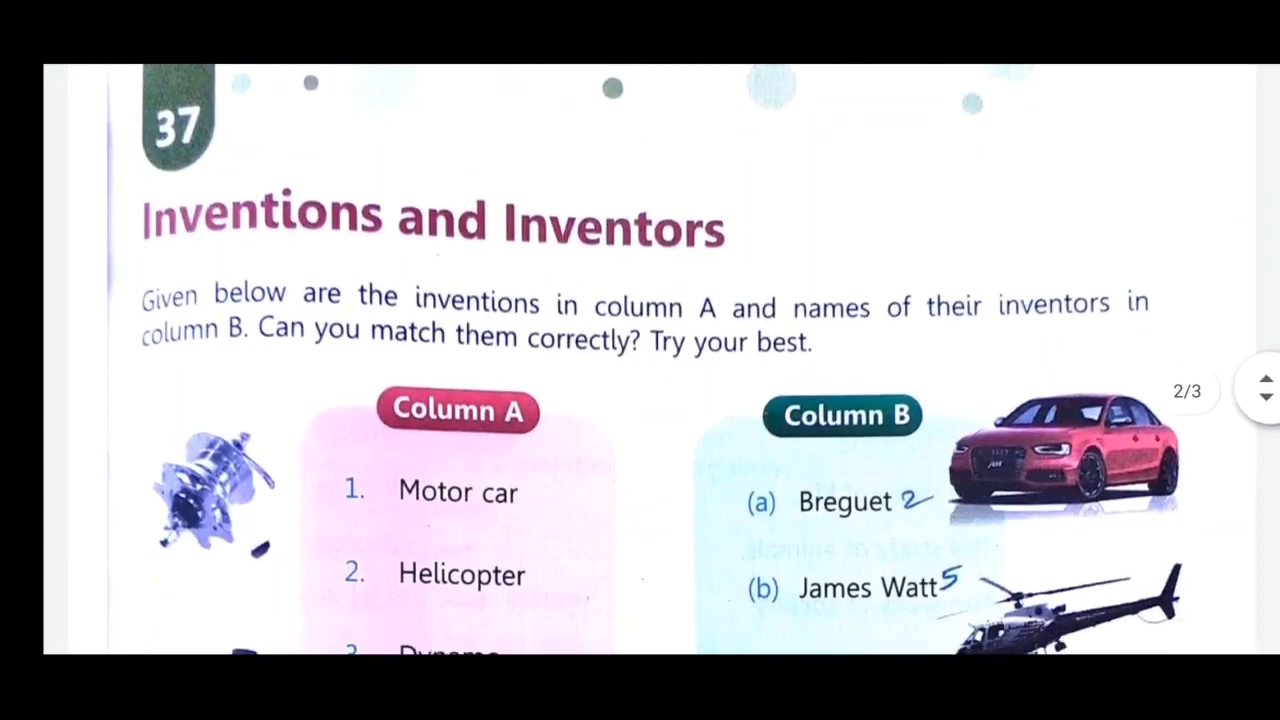 37
Inventions and Inventors
Given below are the inventions in column A and names of their inventors in
column B. Can you match them correctly? Try your best.
Column A
Column B
2/3
1. Motor car
(a) Breguet 2
2. Helicopter
(b) James Watt 5
3. Dynamo